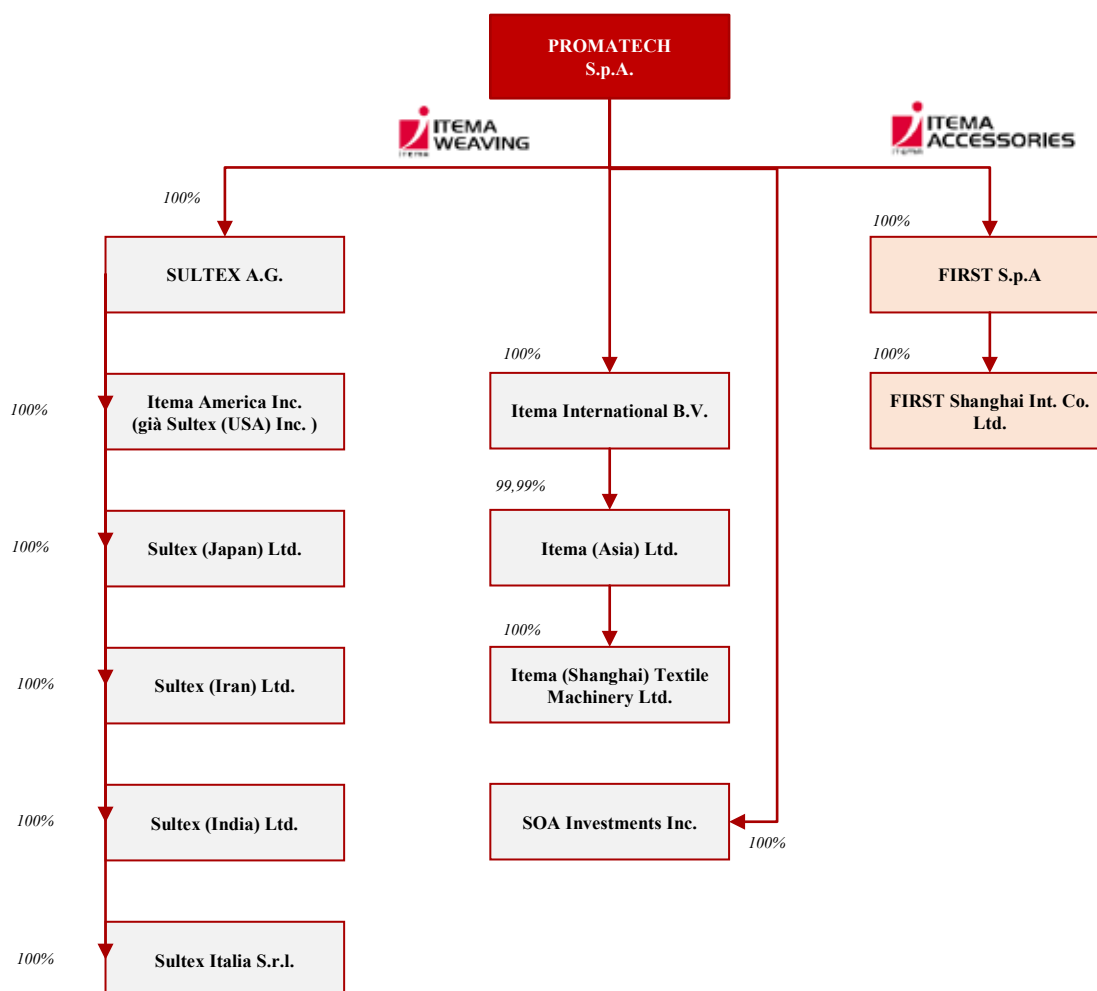 PROMATECH
S.p.A.
ITEMA
WEAVING
ITEMA
ITEMA
ACCESSORIES
ITEMA
100%
100%
SULTEX A.G.
FIRST S.p.A
100%
100%
100%
Itema America Inc.
(già Sultex (USA) Inc. )
Itema International B.V.
FIRST Shanghai Int. Co.
Ltd.
99,99%
100%
Sultex (Japan) Ltd.
Itema (Asia) Ltd.
100%
100%
Sultex (Iran) Ltd.
Itema (Shanghai) Textile
Machinery Ltd.
100%
Sultex (India) Ltd.
SOA Investments Inc.
100%
100%
Sultex Italia S.r.l.